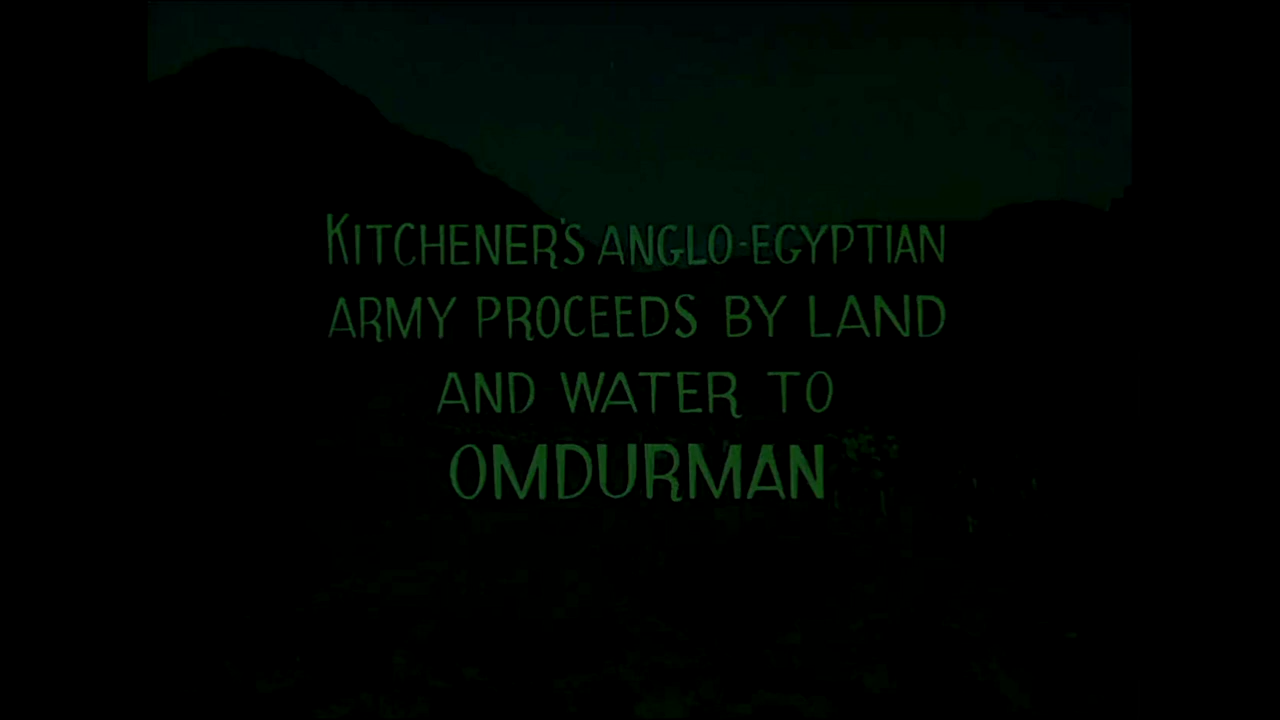 KITCHENER'S ANGLO-EGYPTIAN
ARMY PROCEEDS BY LAND
AND WATER TO
OMDURMAN